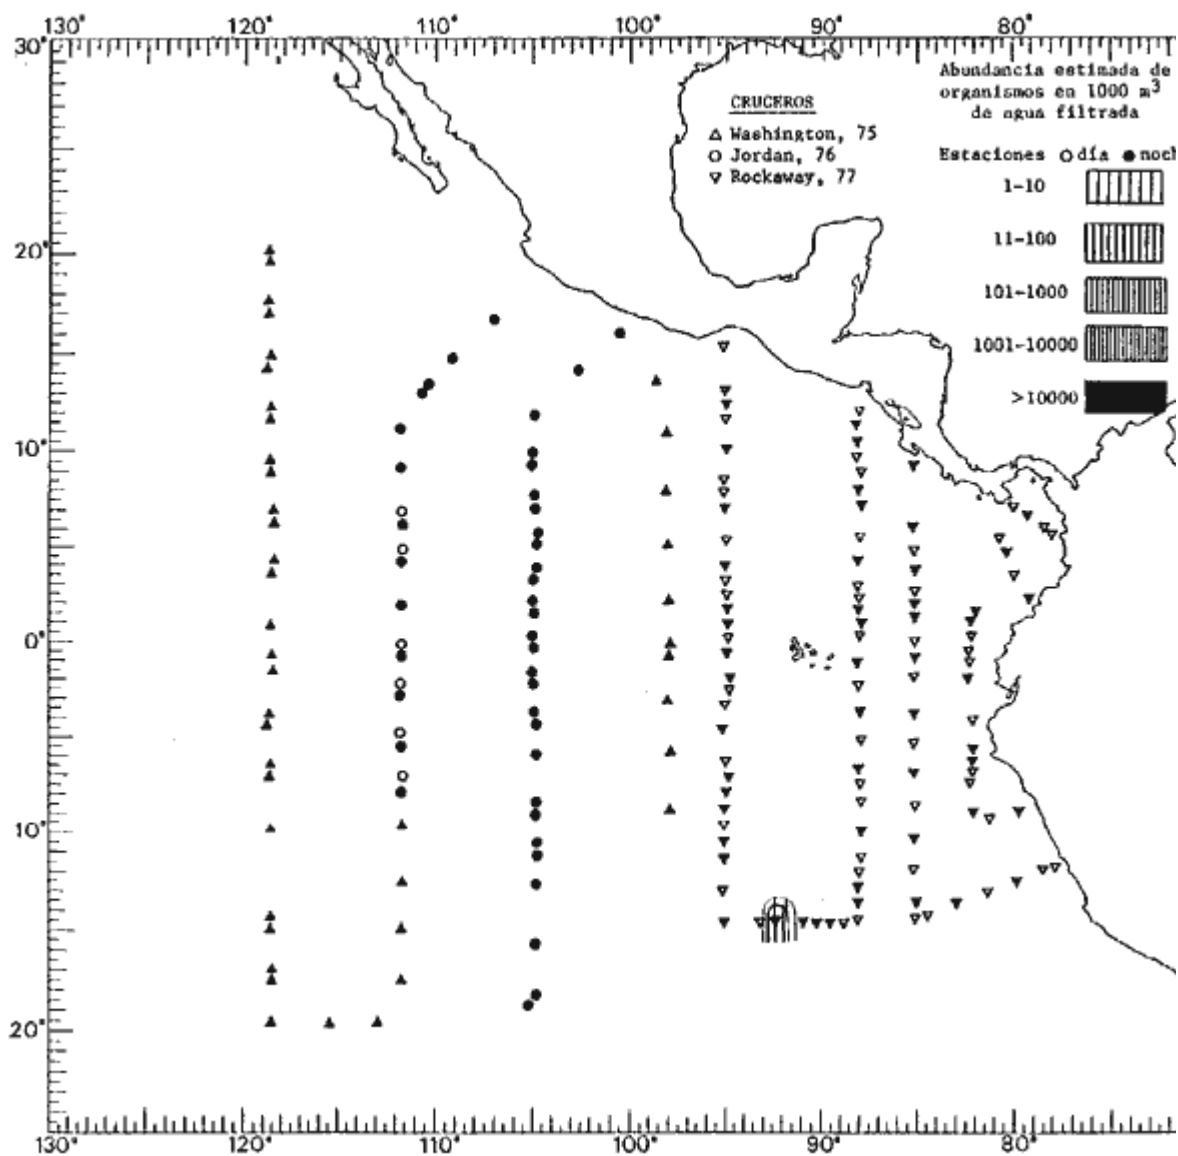 130° 120° 110° 100° 90° 80°
30°
20°
10°
0°
10°
20°
CRUCEROS
△ Washington, 75
○ Jordan, 76
▽ Rockaway, 77
Abundancia estimada de
organismos en 1000 m³
de agua filtrada
Estaciones ○ día ● noch
1-10
11-100
101-1000
1001-10000
>10000
130° 120° 110° 100° 90° 80°